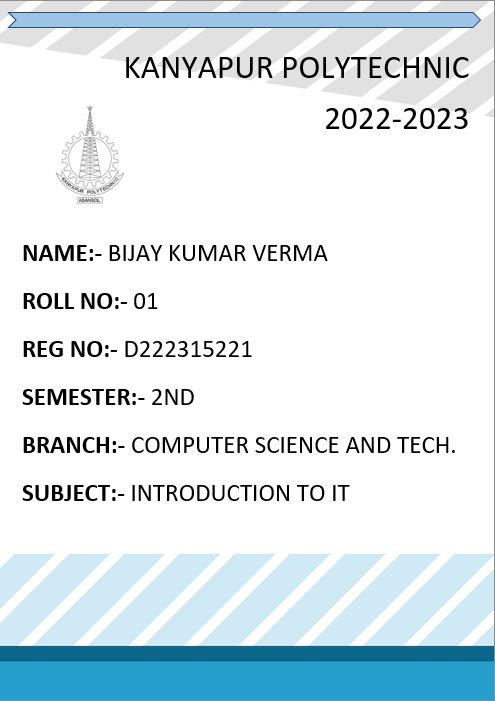 KANYAPUR POLYTECHNIC
2022-2023
KANYAPUR POLYTECHNIC
ASANSOL
NAME:- BIJAY KUMAR VERMA
ROLL NO:- 01
REG NO:- D222315221
SEMESTER:- 2ND
BRANCH:- COMPUTER SCIENCE AND TECH.
SUBJECT:- INTRODUCTION TO IT